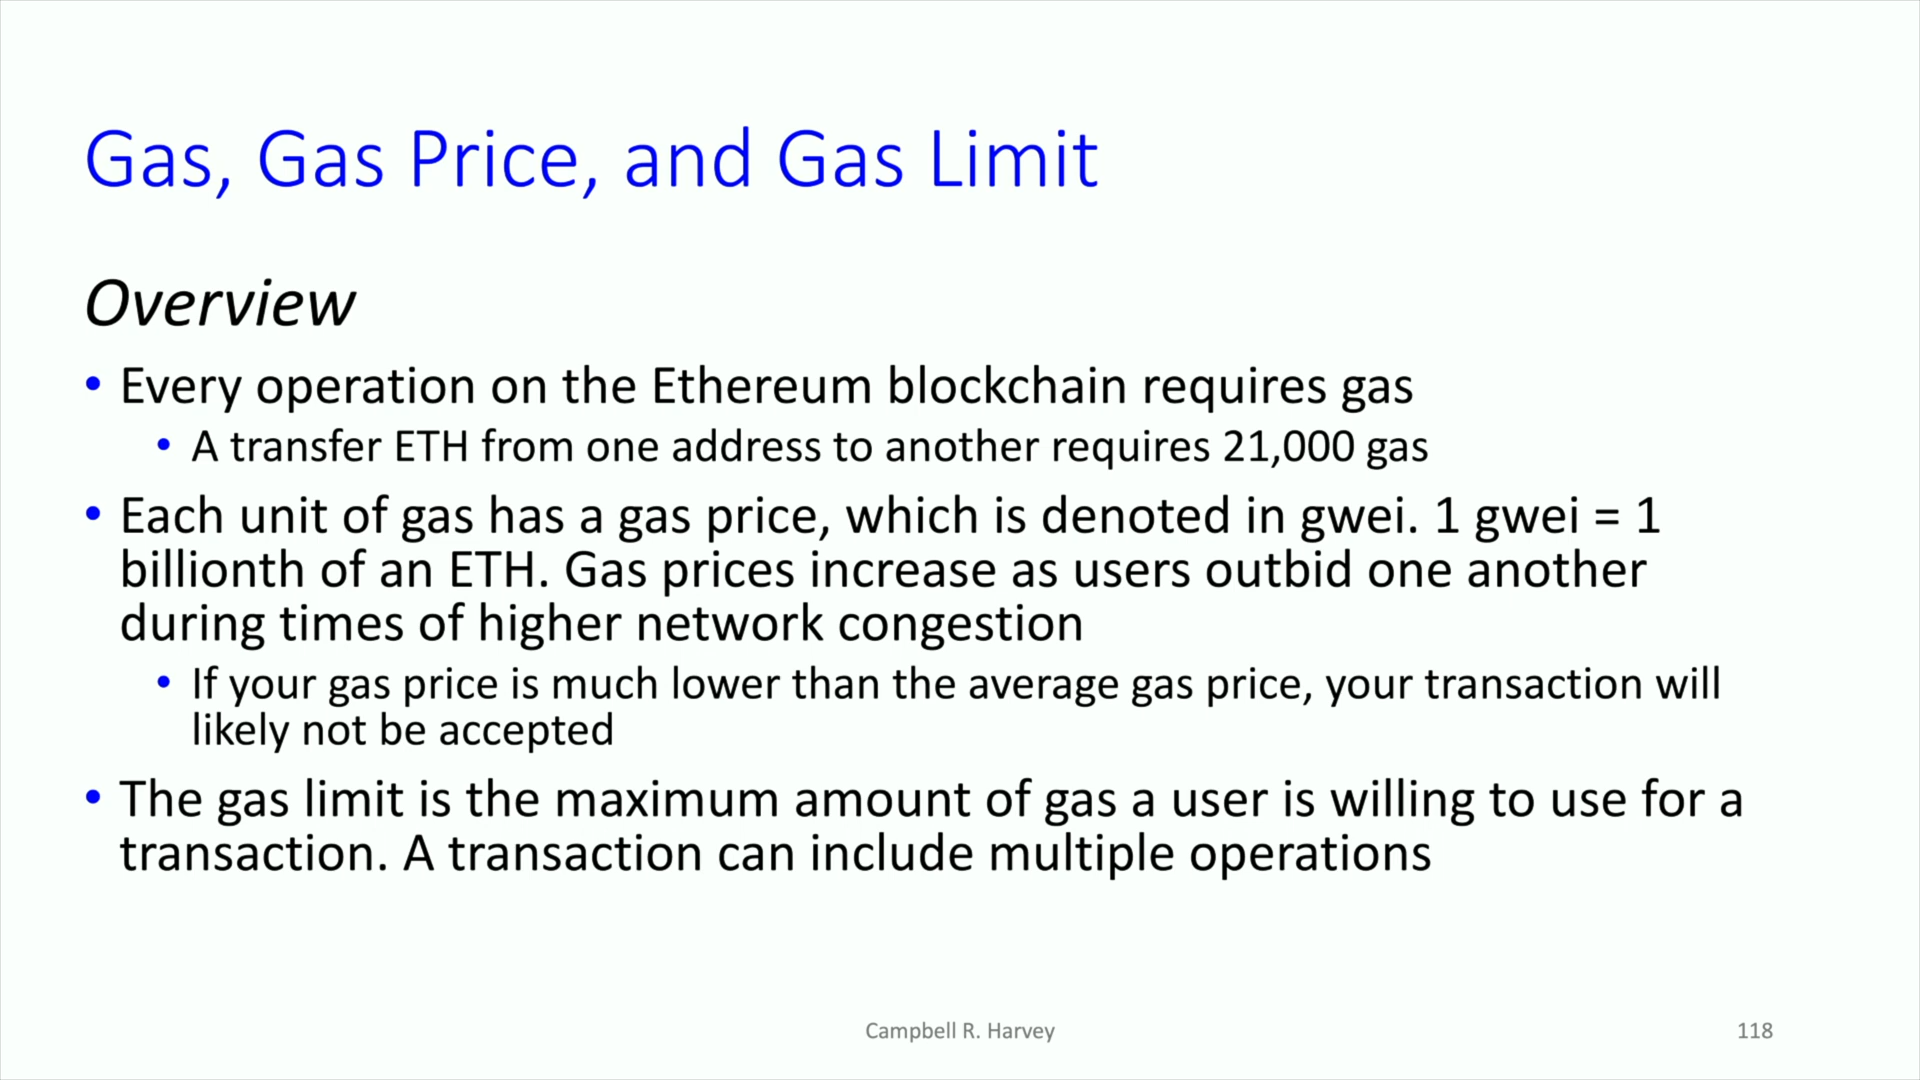 Gas, Gas Price, and Gas Limit
Overview
• Every operation on the Ethereum blockchain requires gas
• A transfer ETH from one address to another requires 21,000 gas
• Each unit of gas has a gas price, which is denoted in gwei. 1 gwei = 1
billionth of an ETH. Gas prices increase as users outbid one another
during times of higher network congestion
• If your gas price is much lower than the average gas price, your transaction will
likely not be accepted
• The gas limit is the maximum amount of gas a user is willing to use for a
transaction. A transaction can include multiple operations
Campbell R. Harvey
118